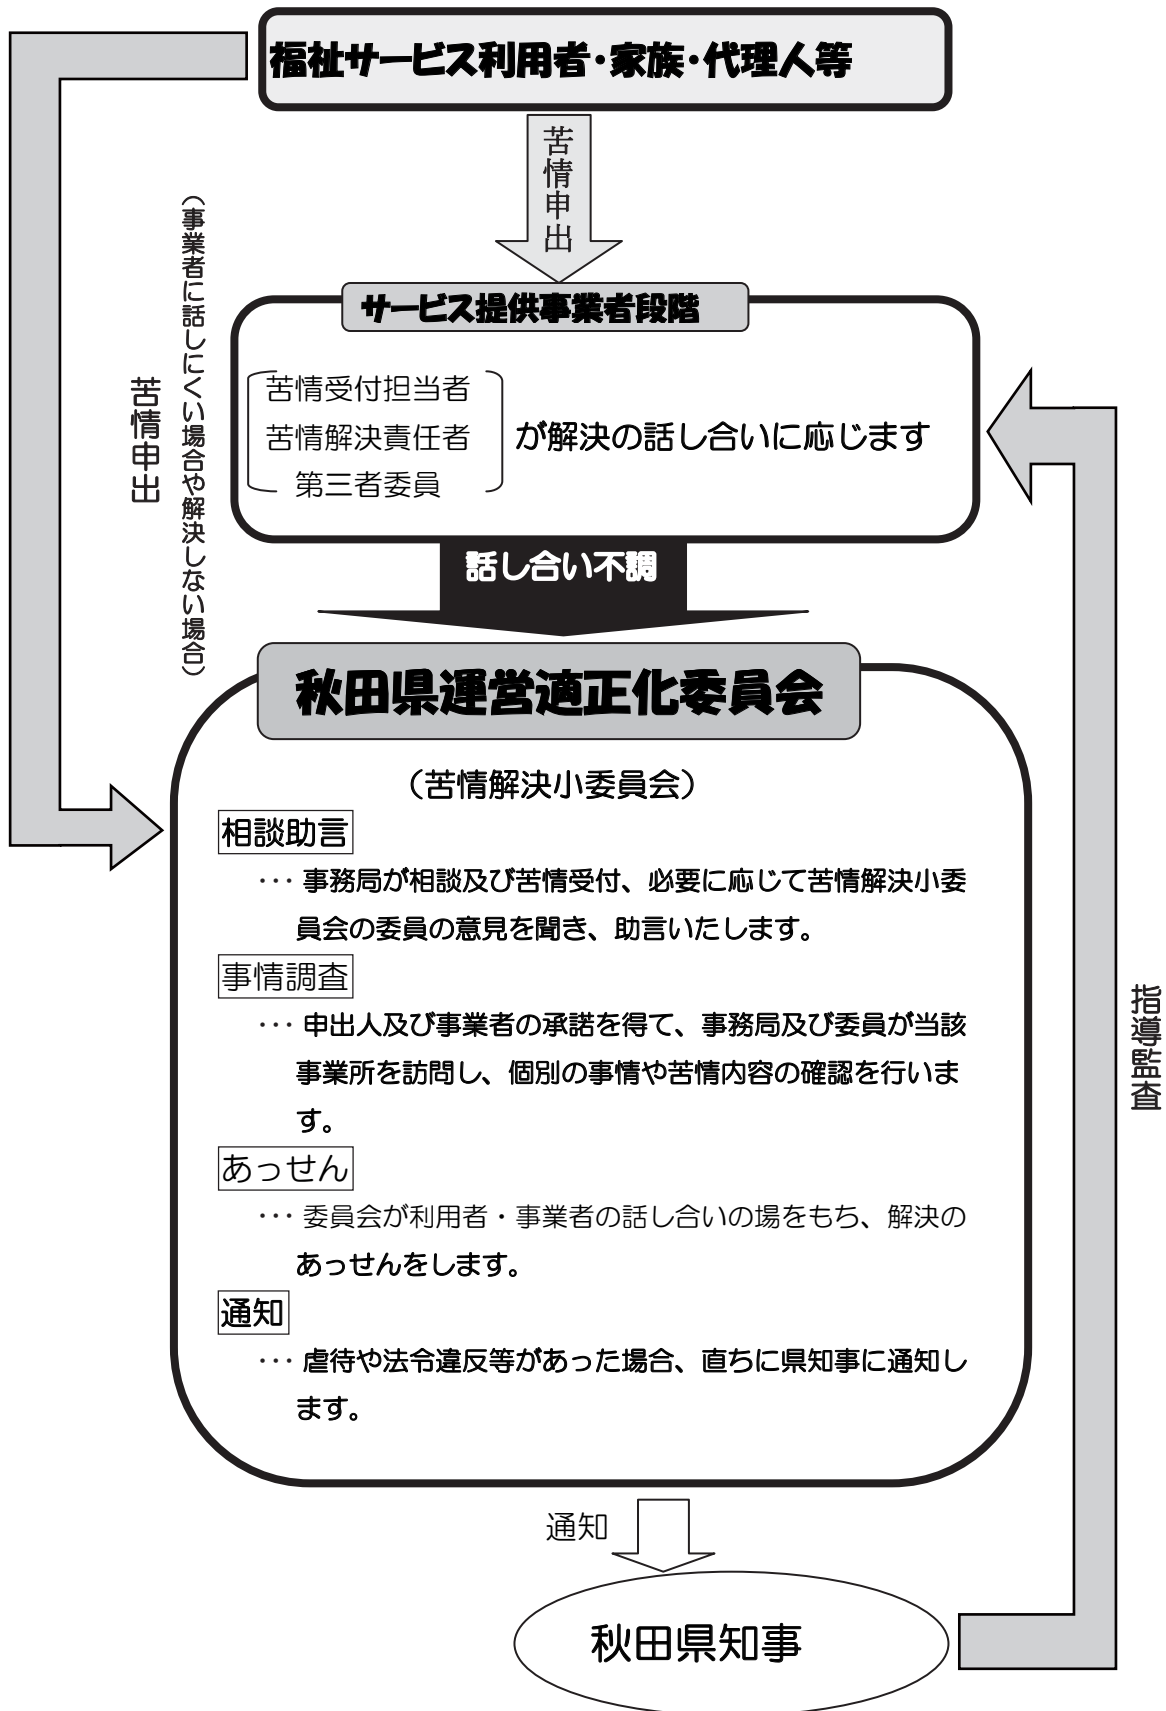 福祉サービス利用者・家族・代理人等
苦情申出
(事業者に話しにくい場合や解決しない場合)
苦情申出
サービス提供事業者段階
苦情受付担当者
苦情解決責任者
第三者委員
が解決の話し合いに応じます
話し合い不調
秋田県運営適正化委員会
(苦情解決小委員会)
相談助言
… 事務局が相談及び苦情受付、必要に応じて苦情解決小委
員会の委員の意見を聞き、助言いたします。
事情調査
… 申出人及び事業者の承諾を得て、事務局及び委員が当該
事業所を訪問し、個別の事情や苦情内容の確認を行いま
す。
あっせん
… 委員会が利用者・事業者の話し合いの場をもち、解決の
あっせんをします。
通知
… 虐待や法令違反等があった場合、直ちに県知事に通知し
ます。
指導監査
通知
秋田県知事